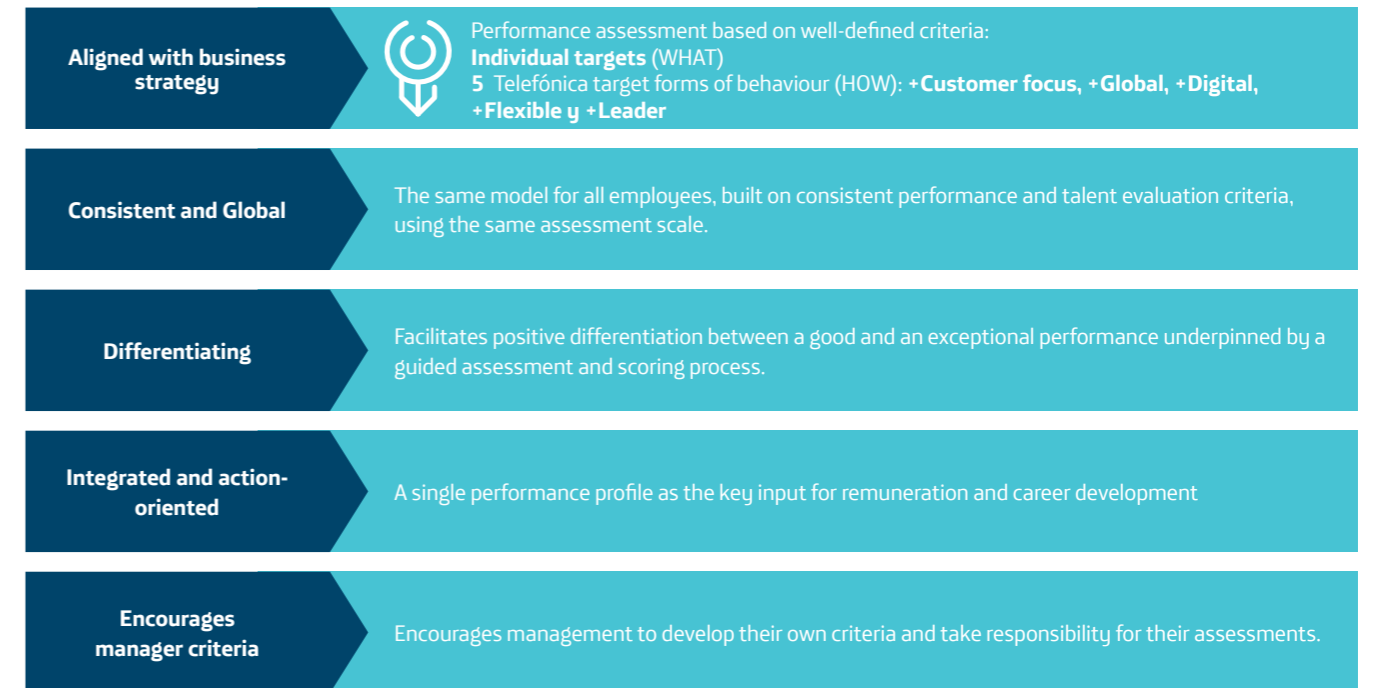 Aligned with business
strategy
Performance assessment based on well-defined criteria:
Individual targets (WHAT)
5 Telefónica target forms of behaviour (HOW): +Customer focus, +Global, +Digital,
+Flexible y +Leader
Consistent and Global
The same model for all employees, built on consistent performance and talent evaluation criteria,
using the same assessment scale.
Differentiating
Facilitates positive differentiation between a good and an exceptional performance underpinned by a
guided assessment and scoring process.
Integrated and action-
oriented
A single performance profile as the key input for remuneration and career development
Encourages
manager criteria
Encourages management to develop their own criteria and take responsibility for their assessments.